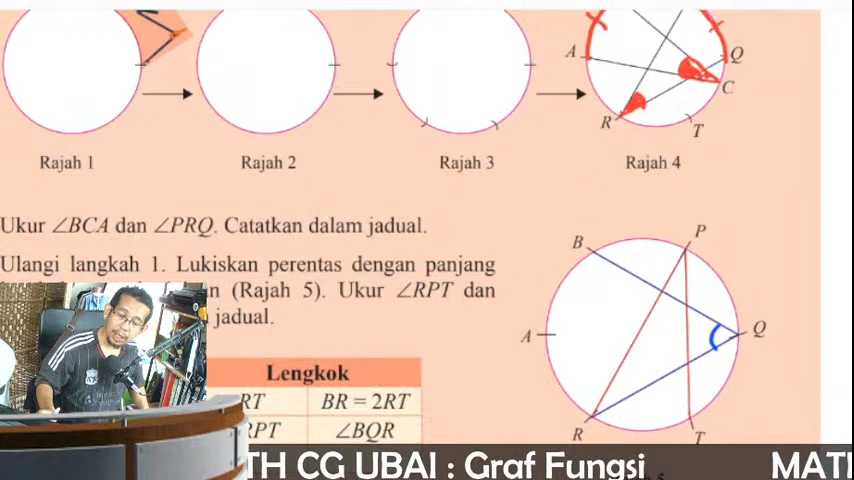 A
Q
C
R
T
Rajah 1
Rajah 2
Rajah 3
Rajah 4
Ukur ∠BCA dan ∠PRQ. Catatkan dalam jadual.
Ulangi langkah 1. Lukiskan perentas dengan panjang
n (Rajah 5). Ukur ∠RPT dan
jadual.
Lengkok
RT
BR = 2RT
RPT
∠BQR
B
P
A
Q
R
T
TH CG UBAI : Graf Fungsi
MAT